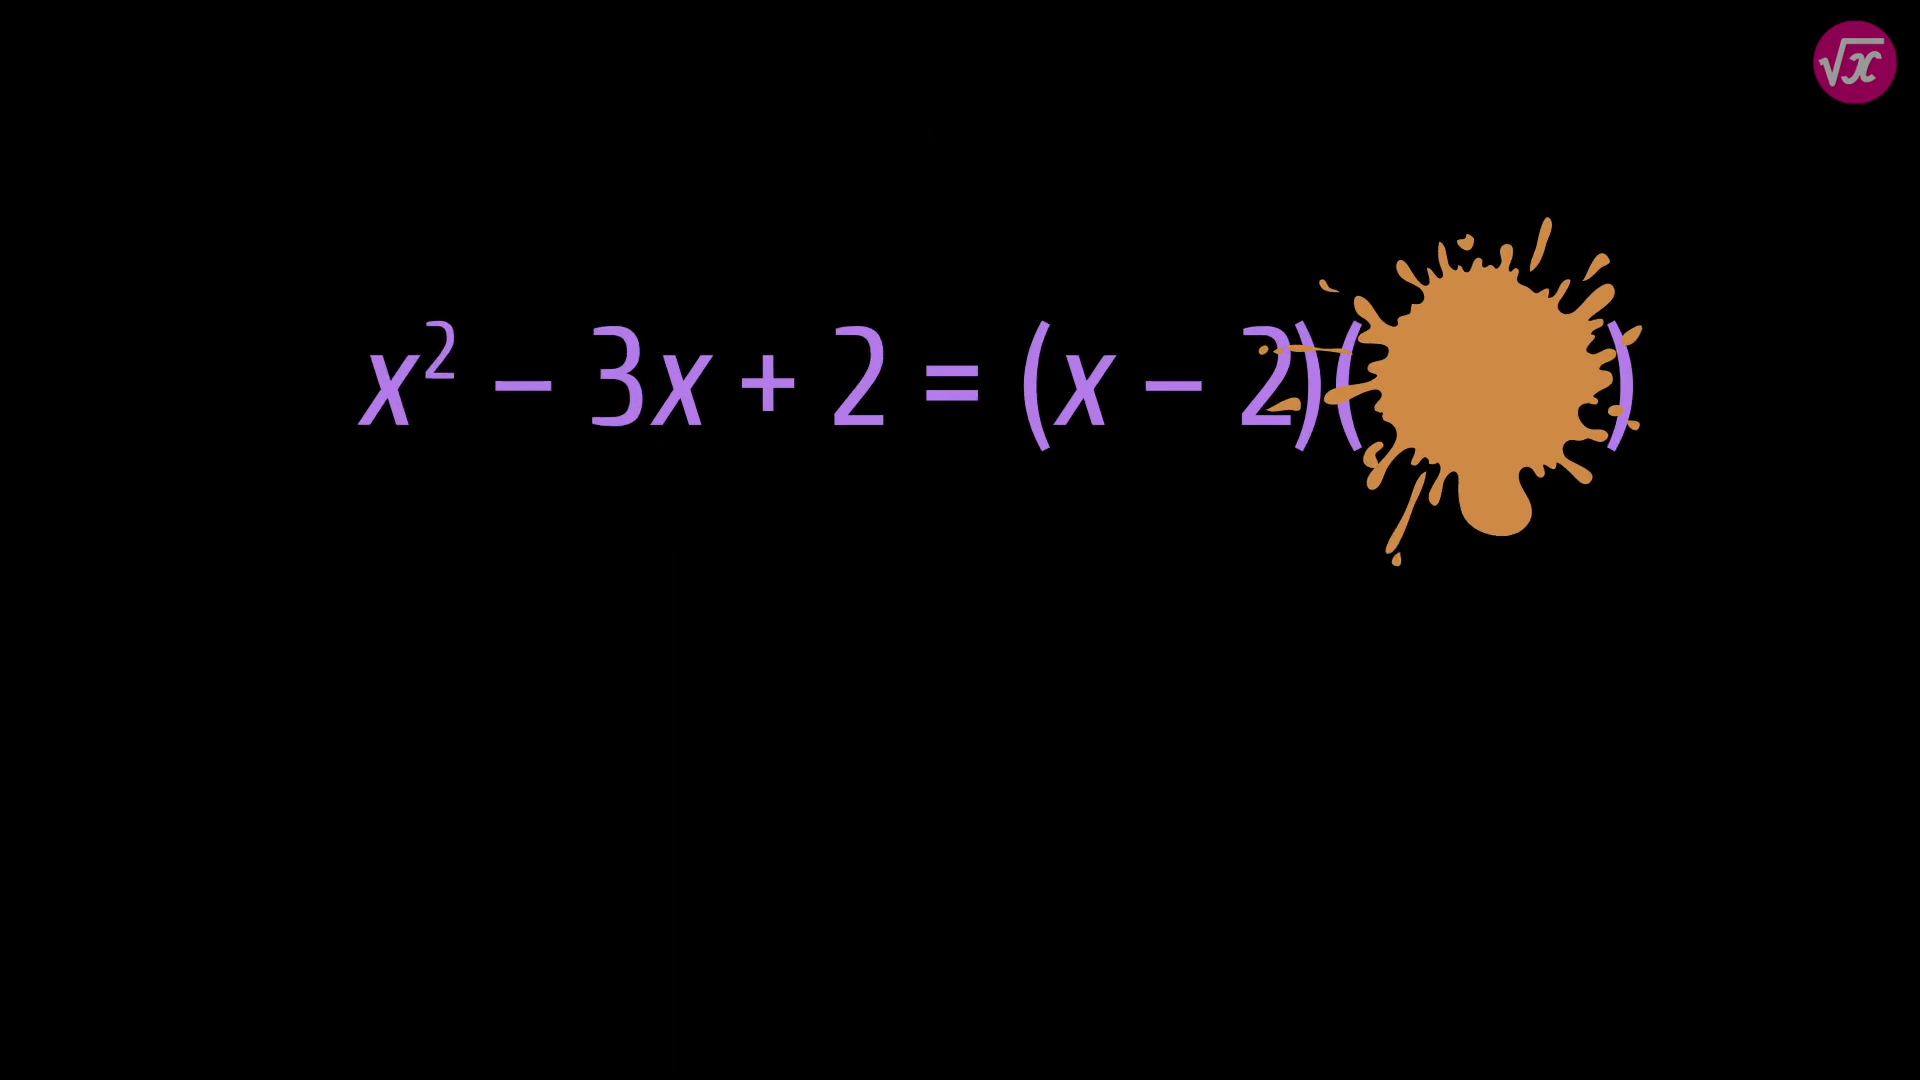 √x
x² – 3x + 2 = (x – 2)( )